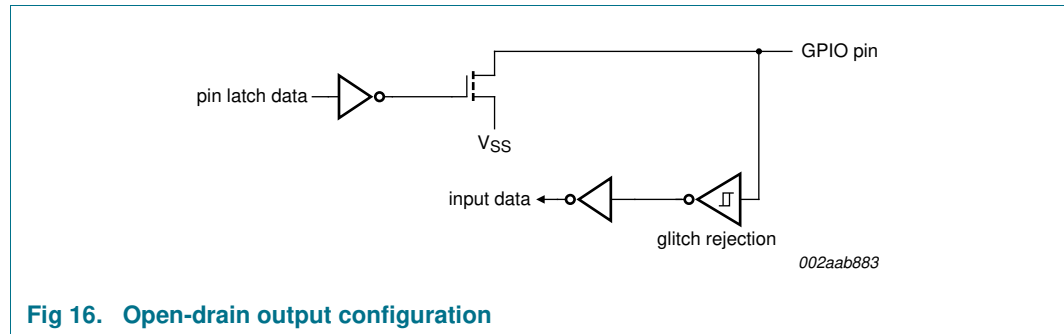 GPIO pin
pin latch data
VSS
input data
glitch rejection
002aab883
Fig 16. Open-drain output configuration